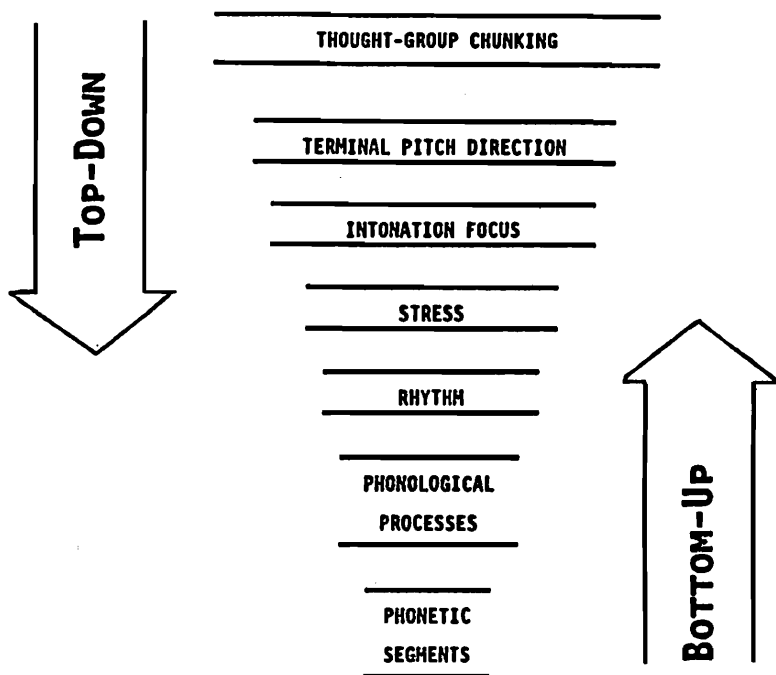 TOP-DOWN
THOUGHT-GROUP CHUNKING
TERMINAL PITCH DIRECTION
INTONATION FOCUS
STRESS
RHYTHM
PHONOLOGICAL
PROCESSES
PHONETIC
SEGMENTS
BOTTOM-UP